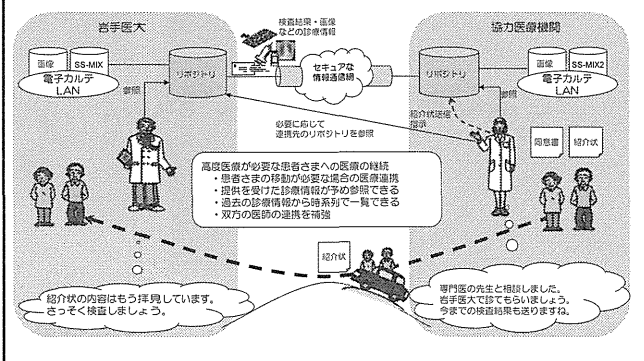 岩手医大
協力医療機関
検査結果・画像
などの診療情報
画像
SS-MIX
電子カルテ
LAN
リポジトリ
セキュアな
情報通信網
リポジトリ
画像
SS-MIX2
電子カルテ
LAN
参照
参照
紹介状送信
指示
必要に応じて
連携先のリポジトリを参照
同意書
紹介状
高度医療が必要な患者さまへの医療の継続
・患者さまの移動が必要な場合の医療連携
・提供を受けた診療情報が予め参照できる
・過去の診療情報から時系列で一覧できる
・双方の医師の連携を補強
紹介状
紹介状の内容はもう拝見しています。
さっそく検査しましょう。
専門医の先生と相談しました。
岩手医大で診てもらいましょう。
今までの検査結果も送りますね。